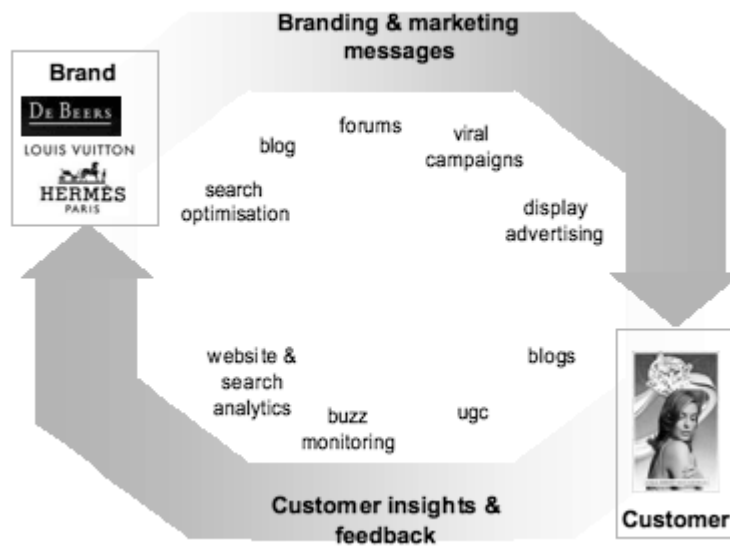 Branding & marketing
messages
Brand
DE BEERS
LOUIS VUITTON
HERMÈS
PARIS
forums
blog
viral
campaigns
search
optimisation
display
advertising
website &
search
analytics
blogs
buzz
monitoring
ugc
Customer insights &
feedback
Customer